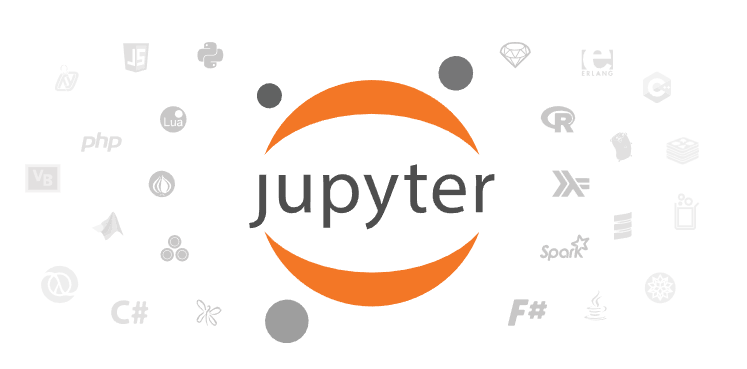 JS
ERLANG
C++
Lua
R
php
VB
jupyter
Spark
C#
F#